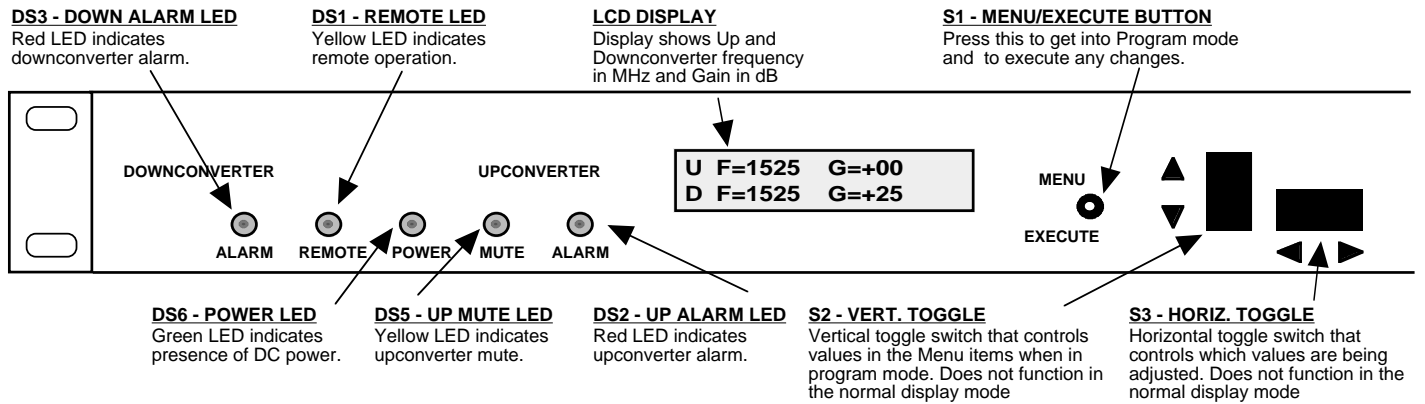 DS3 - DOWN ALARM LED
Red LED indicates
downconverter alarm.
DS1 - REMOTE LED
Yellow LED indicates
remote operation.
LCD DISPLAY
Display shows Up and
Downconverter frequency
in MHz and Gain in dB
S1 - MENU/EXECUTE BUTTON
Press this to get into Program mode
and to execute any changes.
DOWNCONVERTER
UPCONVERTER
U F=1525 G=+00
D F=1525 G=+25
MENU
EXECUTE
ALARM
REMOTE
POWER
MUTE
ALARM
DS6 - POWER LED
Green LED indicates
presence of DC power.
DS5 - UP MUTE LED
Yellow LED indicates
upconverter mute.
DS2 - UP ALARM LED
Red LED indicates
upconverter alarm.
S2 - VERT. TOGGLE
Vertical toggle switch that controls
values in the Menu items when in
program mode. Does not function in
the normal display mode
S3 - HORIZ. TOGGLE
Horizontal toggle switch that
controls which values are being
adjusted. Does not function in the
normal display mode